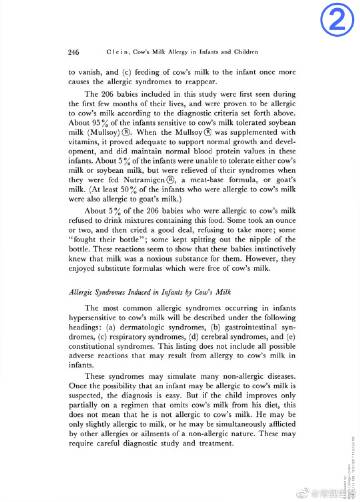 ②
246 Clein, Cow's Milk Allergy in Infants and Children
to vanish, and (c) feeding of cow's milk to the infant once more
causes the allergic syndromes to reappear.
The 206 babies included in this study were first seen during
the first few months of their lives, and were proven to be allergic
to cow's milk according to the diagnostic criteria set forth above.
About 95 % of the infants sensitive to cow's milk tolerated soybean
milk (Mullsoy)®. When the Mullsoy® was supplemented with
vitamins, it proved adequate to support normal growth and devel-
opment, and did maintain normal blood protein values in these
infants. About 5 % of the infants were unable to tolerate either cow's
milk or soybean milk, but were relieved of their syndromes when
they were fed Nutramigen®, a meat-base formula, or goat's
milk. (At least 50 % of the infants who were allergic to cow's milk
were also allergic to goat's milk.)
About 5 % of the 206 babies who were allergic to cow's milk
refused to drink mixtures containing this food. Some took an ounce
or two, and then cried a good deal, refusing to take more; some
"fought their bottle"; some kept spitting out the nipple of the
bottle. These reactions seem to show that these babies instinctively
knew that milk was a noxious substance for them. However, they
enjoyed substitute formulas which were free of cow's milk.
Allergic Syndromes Induced in Infants by Cow's Milk
The most common allergic syndromes occurring in infants
hypersensitive to cow's milk will be described under the following
headings: (a) dermatologic syndromes, (b) gastrointestinal syn-
dromes, (c) respiratory syndromes, (d) cerebral syndromes, and (e)
constitutional syndromes. This listing does not include all possible
adverse reactions that may result from allergy to cow's milk in
infants.
These syndromes may simulate many non-allergic diseases.
Once the possibility that an infant may be allergic to cow's milk is
suspected, the diagnosis is easy. But if the child improves only
partially on a regimen that omits cow's milk from his diet, this
does not mean that he is not allergic to cow's milk. He may be
only slightly allergic to milk, or he may be simultaneously afflicted
by other allergies or ailments of a non-allergic nature. These may
require careful diagnostic study and treatment.